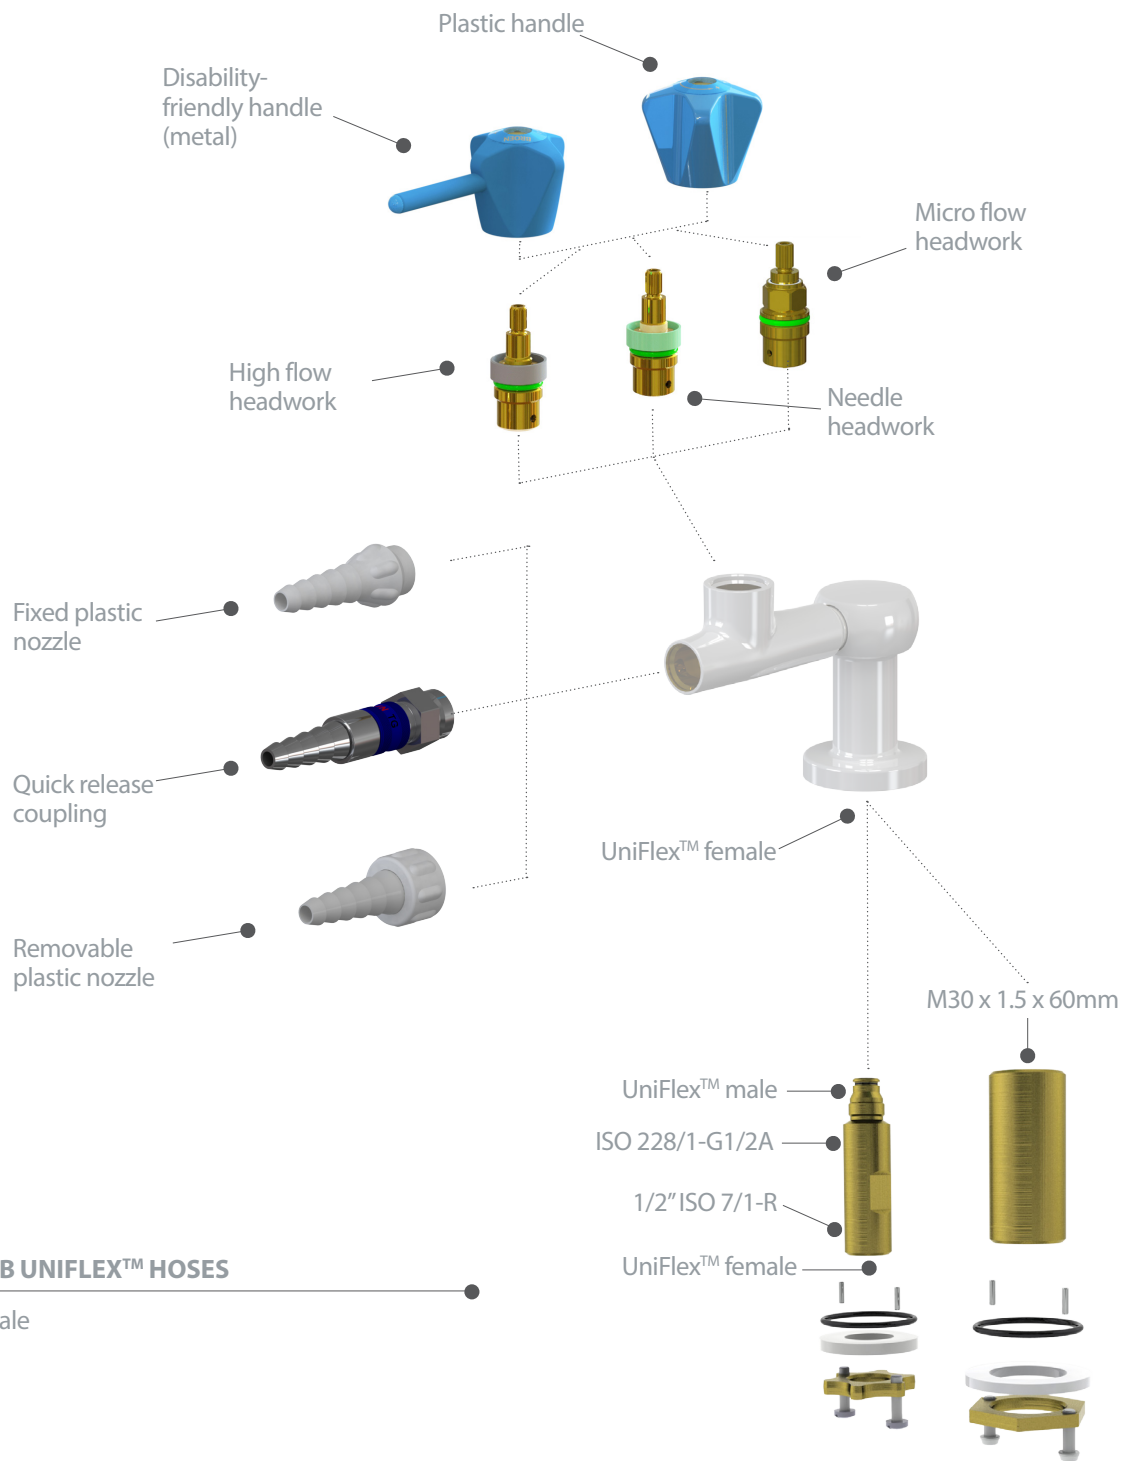 Plastic handle
Disability-
friendly handle
(metal)
Micro flow
headwork
High flow
headwork
Needle
headwork
Fixed plastic
nozzle
Quick release
coupling
UniFlex™ female
Removable
plastic nozzle
M30 x 1.5 x 60mm
UniFlex™ male
ISO 228/1-G1/2A
1/2” ISO 7/1-R
UniFlex™ female
B UNIFLEX™ HOSES
ale